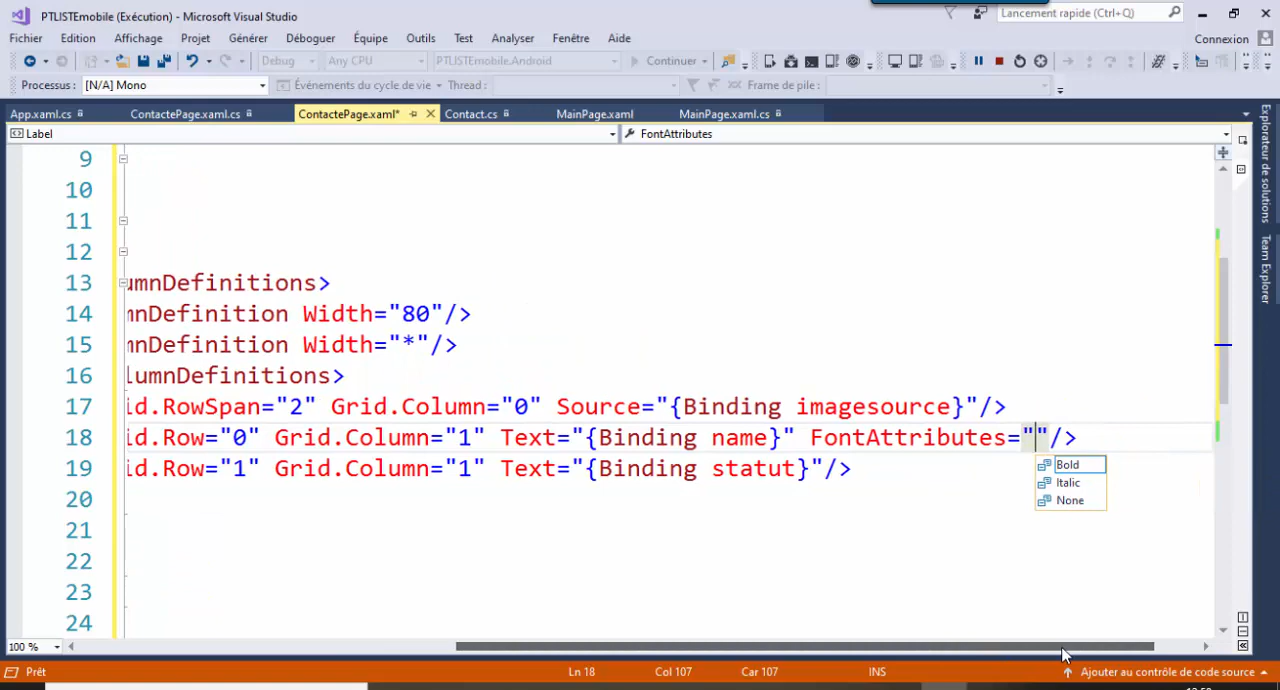 PTLISTEmobile (Exécution) - Microsoft Visual Studio
Lancement rapide (Ctrl+Q)
Fichier Edition Affichage Projet Générer Déboguer Équipe Outils Test Analyser Fenêtre Aide
Connexion
Debug Any CPU PTLISTEmobile.Android Continuer
Processus : [N/A] Mono Événements du cycle de vie Thread : Frame de pile :
App.xaml.cs ContactePage.xaml.cs ContactePage.xaml* Contact.cs MainPage.xaml MainPage.xaml.cs
Label FontAttributes
9
10
11
12
13 umnDefinitions>
14 nnDefinition Width="80"/>
15 nnDefinition Width="*"/>
16 lumnDefinitions>
17 id.RowSpan="2" Grid.Column="0" Source="{Binding imagesource}"/>
18 id.Row="0" Grid.Column="1" Text="{Binding name}" FontAttributes=""/>
19 id.Row="1" Grid.Column="1" Text="{Binding statut}"/>
Bold
Italic
None
20
21
22
23
24
Explorateur de solutions
Team Explorer
100 %
Prêt Ln 18 Col 107 Car 107 INS Ajouter au contrôle de code source